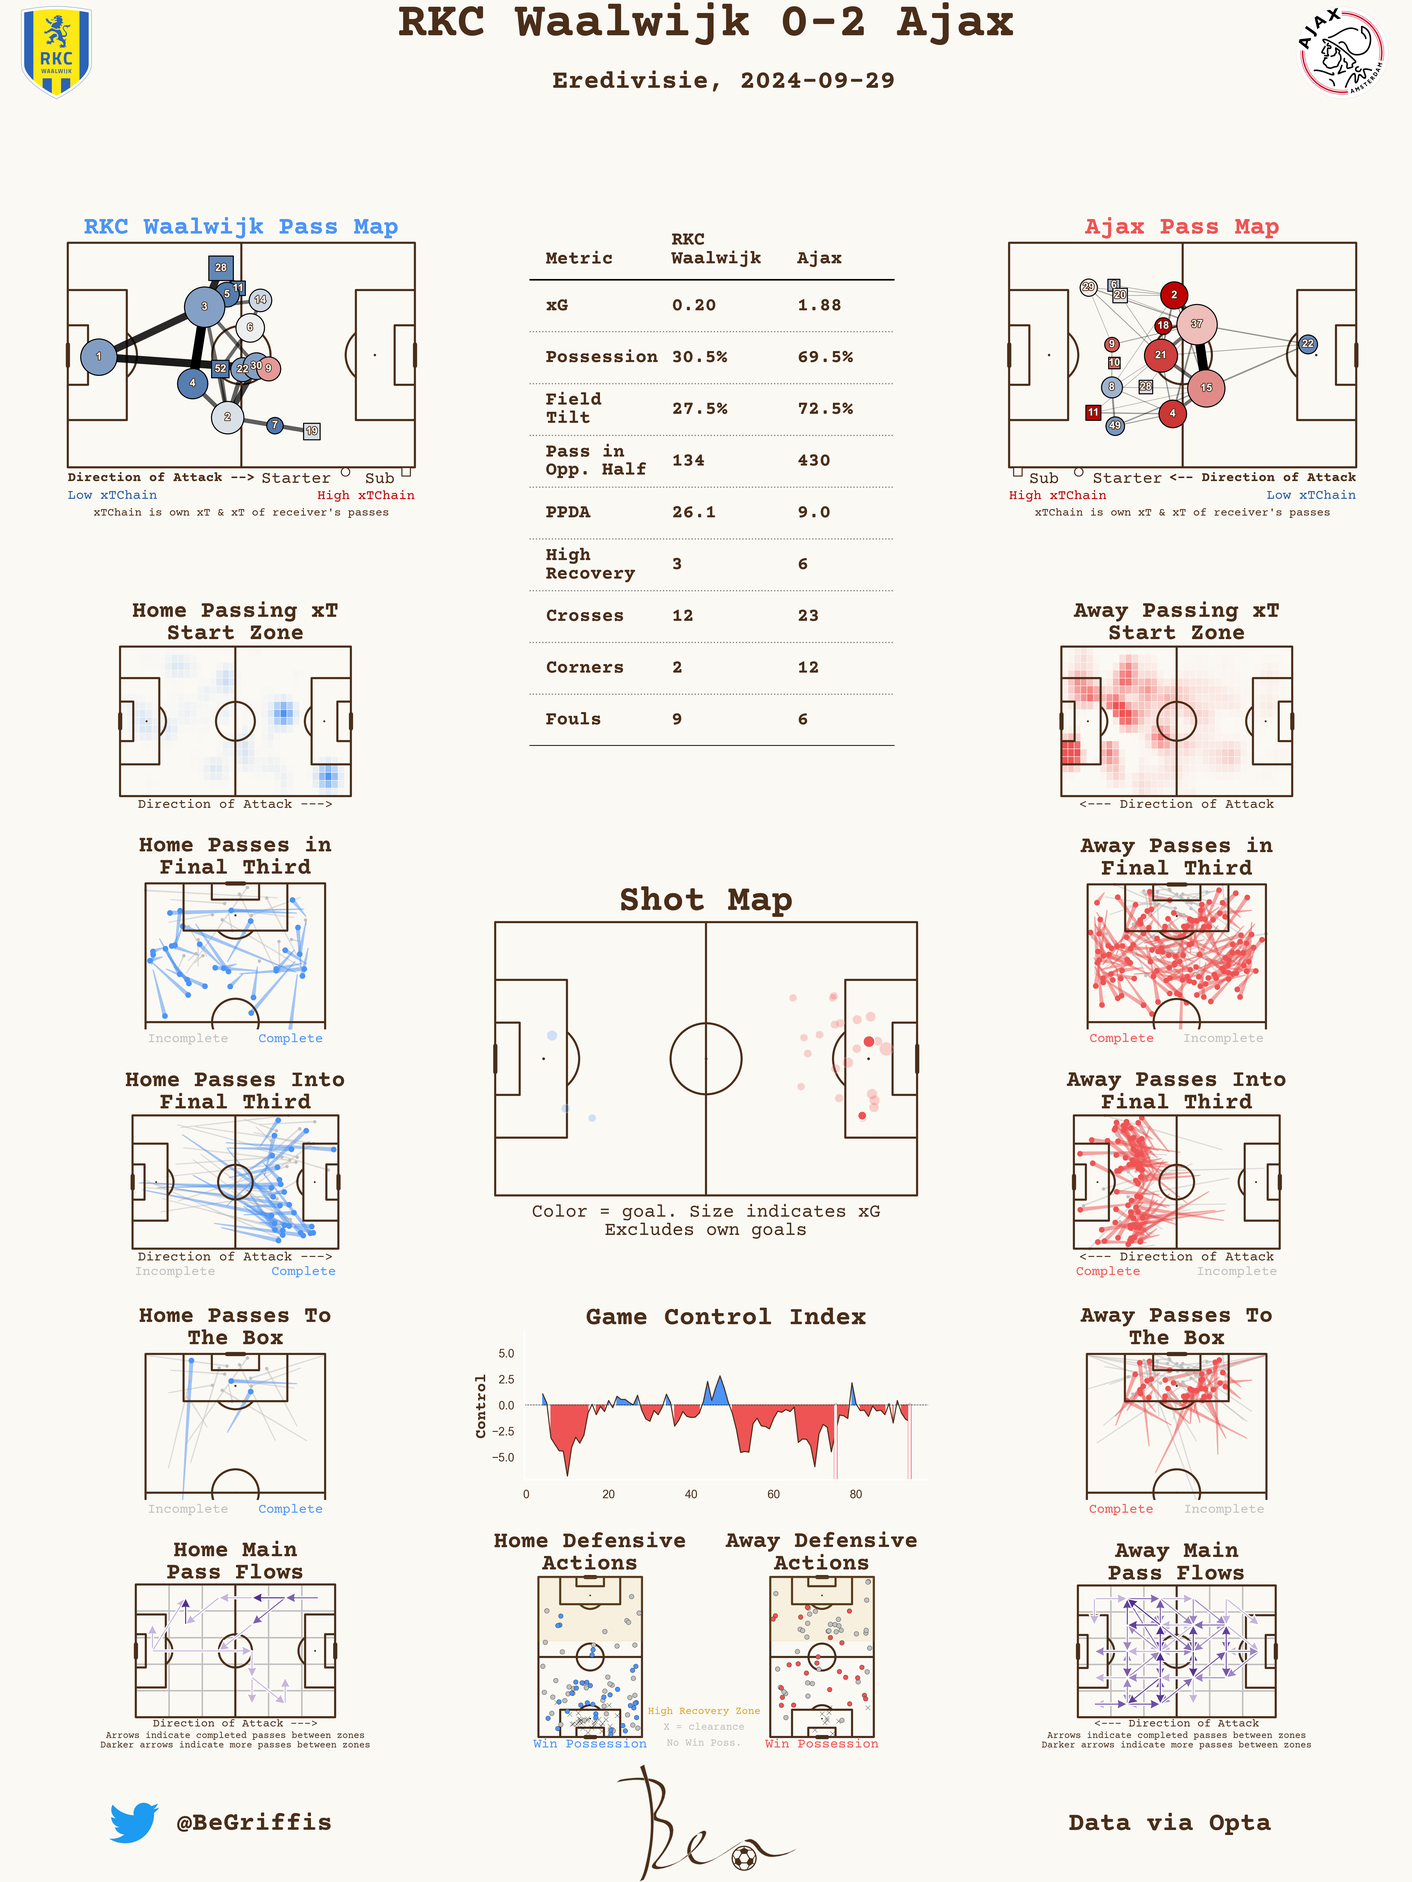 RKC Waalwijk 0-2 Ajax
Eredivisie, 2024-09-29
RKC
WAALWIJK
AJAX
AMSTERDAM
RKC Waalwijk Pass Map
28
11
5
3
14
6
1
52
22
30
9
4
2
7
19
Direction of Attack --> Starter Sub
Low xTChain High xTChain
xTChain is own xT & xT of receiver's passes
Metric RKC Waalwijk Ajax
xG 0.20 1.88
Possession 30.5% 69.5%
Field Tilt 27.5% 72.5%
Pass in Opp. Half 134 430
PPDA 26.1 9.0
High Recovery 3 6
Crosses 12 23
Corners 2 12
Fouls 9 6
Ajax Pass Map
29
6
20
2
18
37
9
21
22
10
8
28
15
11
4
49
Sub Starter <-- Direction of Attack
High xTChain Low xTChain
xTChain is own xT & xT of receiver's passes
Home Passing xT
Start Zone
Direction of Attack --->
Away Passing xT
Start Zone
<--- Direction of Attack
Home Passes in
Final Third
Incomplete Complete
Away Passes in
Final Third
Complete Incomplete
Shot Map
Color = goal. Size indicates xG
Excludes own goals
Home Passes Into
Final Third
Direction of Attack --->
Incomplete Complete
Away Passes Into
Final Third
<--- Direction of Attack
Complete Incomplete
Home Passes To
The Box
Incomplete Complete
Game Control Index
Control
5.0
2.5
0.0
−2.5
−5.0
0 20 40 60 80
Away Passes To
The Box
Complete Incomplete
Home Main
Pass Flows
Direction of Attack --->
Arrows indicate completed passes between zones
Darker arrows indicate more passes between zones
Home Defensive
Actions
Win Possession
High Recovery Zone
X = clearance
No Win Poss.
Away Defensive
Actions
Win Possession
Away Main
Pass Flows
<--- Direction of Attack
Arrows indicate completed passes between zones
Darker arrows indicate more passes between zones
@BeGriffis
Ben
Data via Opta